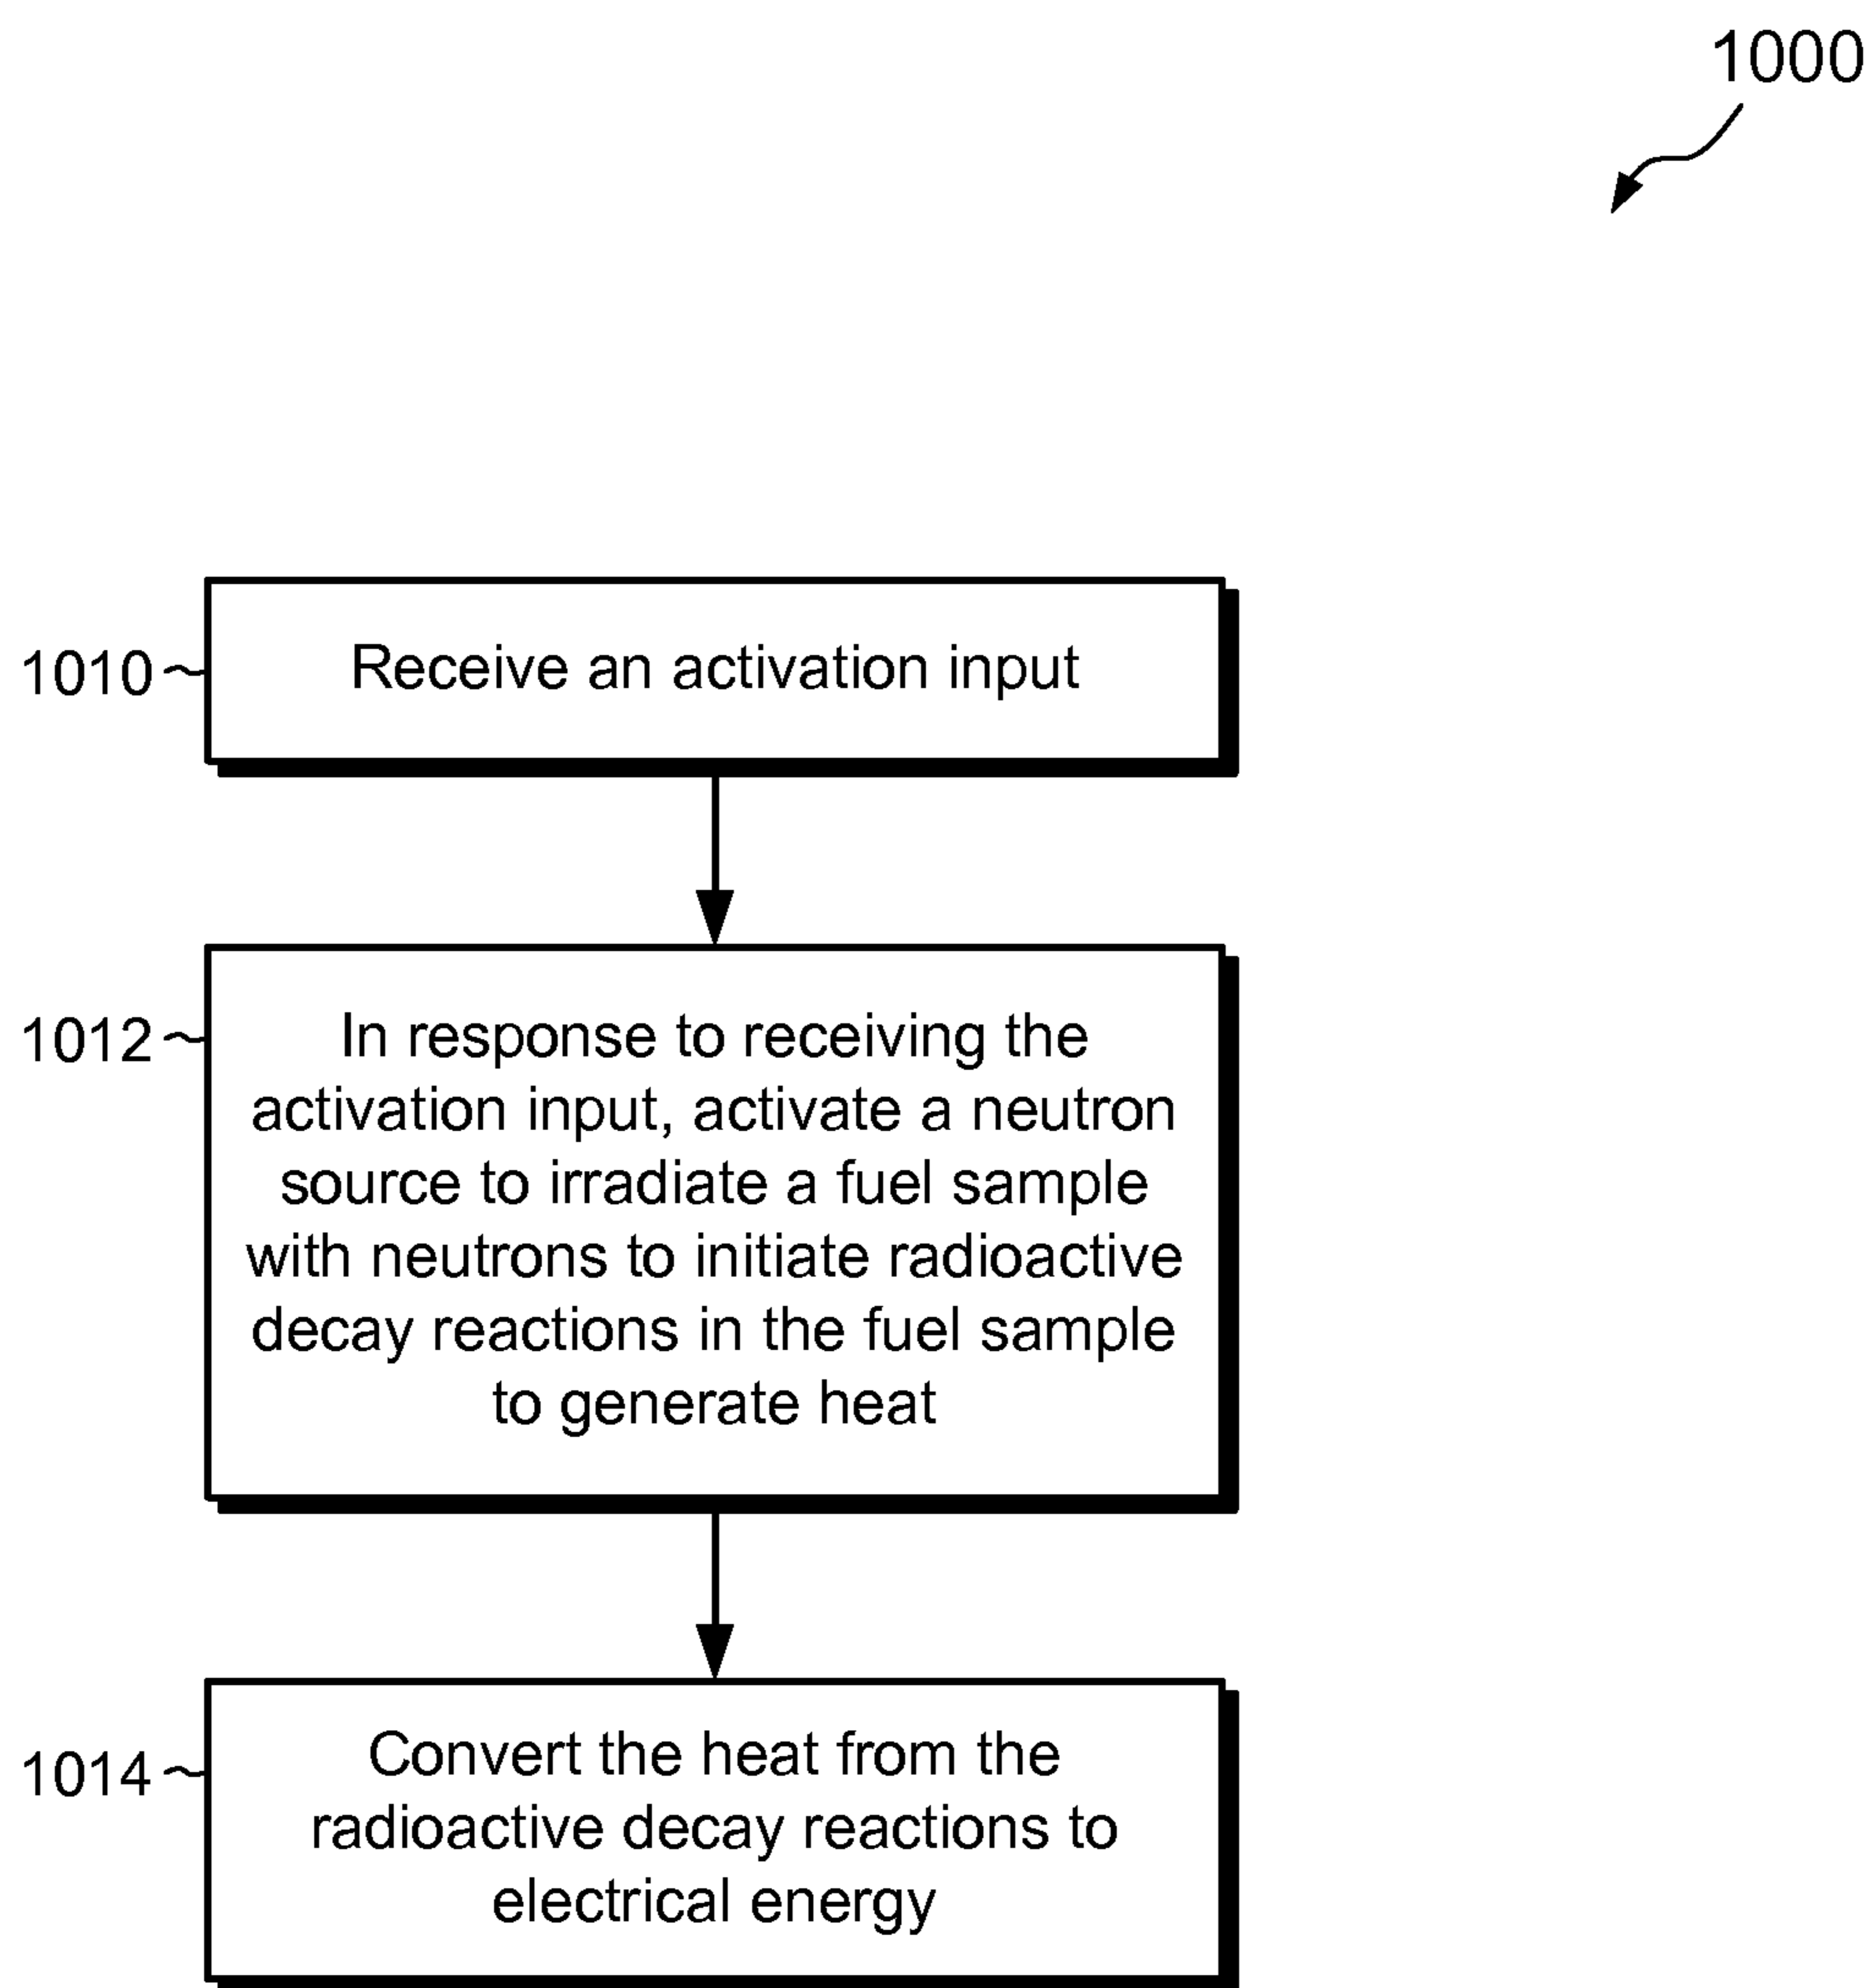 1000
1010
Receive an activation input
1012
In response to receiving the
activation input, activate a neutron
source to irradiate a fuel sample
with neutrons to initiate radioactive
decay reactions in the fuel sample
to generate heat
1014
Convert the heat from the
radioactive decay reactions to
electrical energy